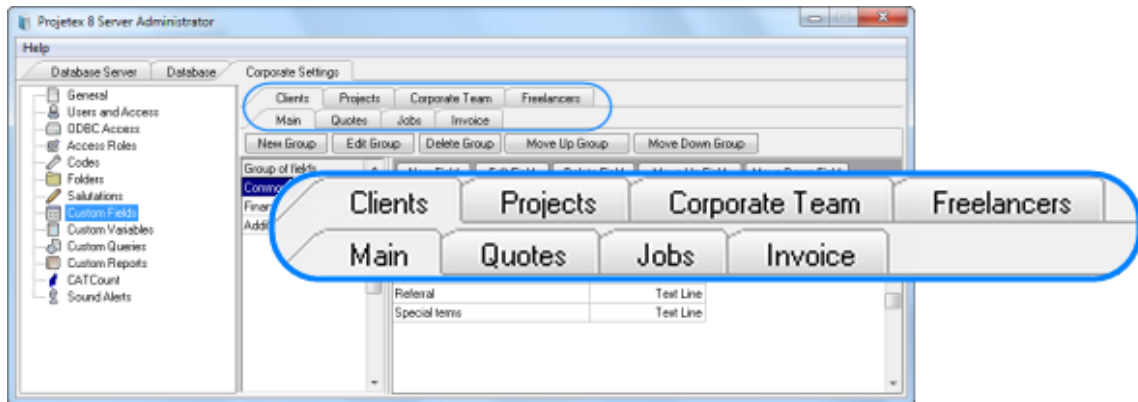 Projetex 8 Server Administrator
Help
Database Server Database Corporate Settings
General
Users and Access
ODBC Access
Access Roles
Codes
Folders
Salutations
Custom Fields
Custom Variables
Custom Queries
Custom Reports
CATCount
Sound Alerts
Clients Projects Corporate Team Freelancers
Main Quotes Jobs Invoice
New Group Edit Group Delete Group Move Up Group Move Down Group
Group of fields
Clients Projects Corporate Team Freelancers
Main Quotes Jobs Invoice
Referral Text Line
Special terms Text Line